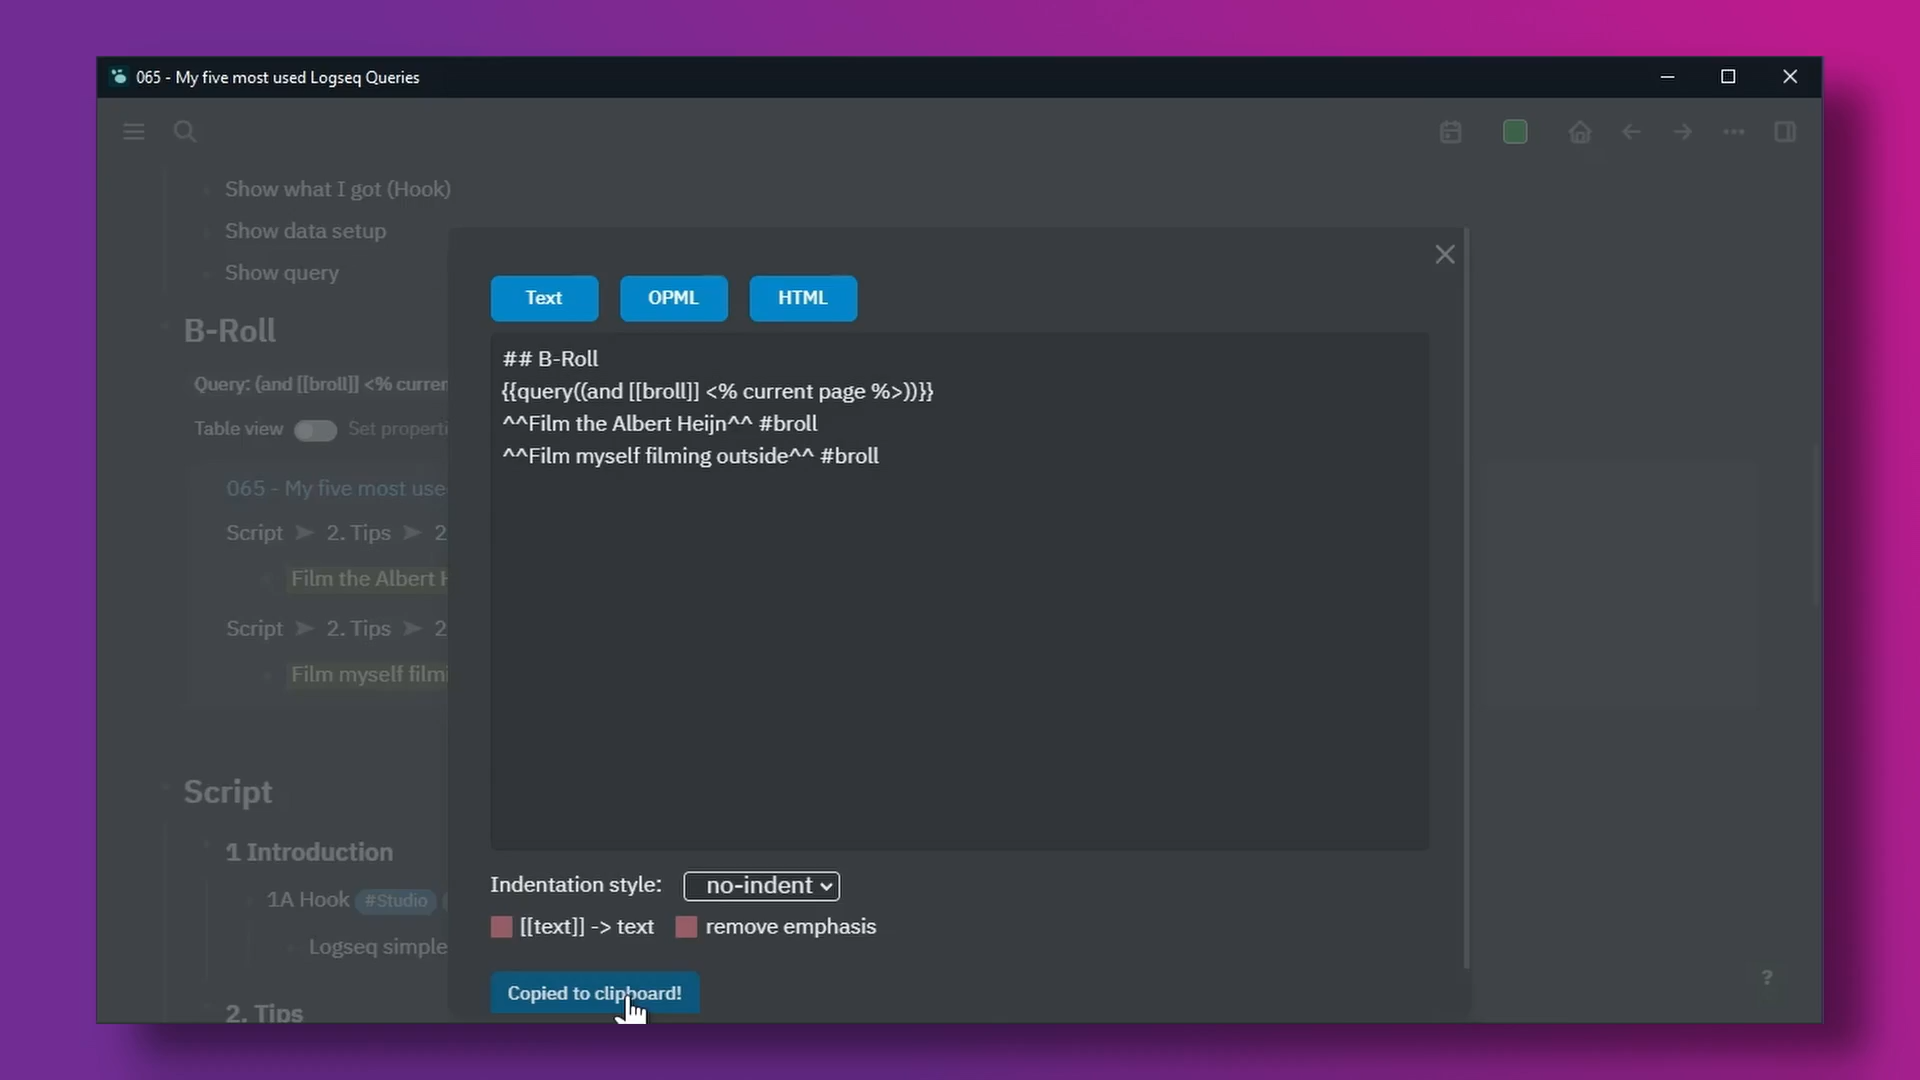 065 - My five most used Logseq Queries
Show what I got (Hook)
Show data setup
Show query
B-Roll
Query: (and [[broll]] <% curren
Table view Set properti
065 - My five most use
Script ➤ 2. Tips ➤ 2
Film the Albert H
Script ➤ 2. Tips ➤ 2
Film myself filmi
Script
1 Introduction
1A Hook #Studio
Logseq simple
2. Tips
Text OPML HTML
## B-Roll
{{query((and [[broll]] <% current page %>))}}
^^Film the Albert Heijn^^ #broll
^^Film myself filming outside^^ #broll
Indentation style: no-indent
[[text]] -> text remove emphasis
Copied to clipboard!
?